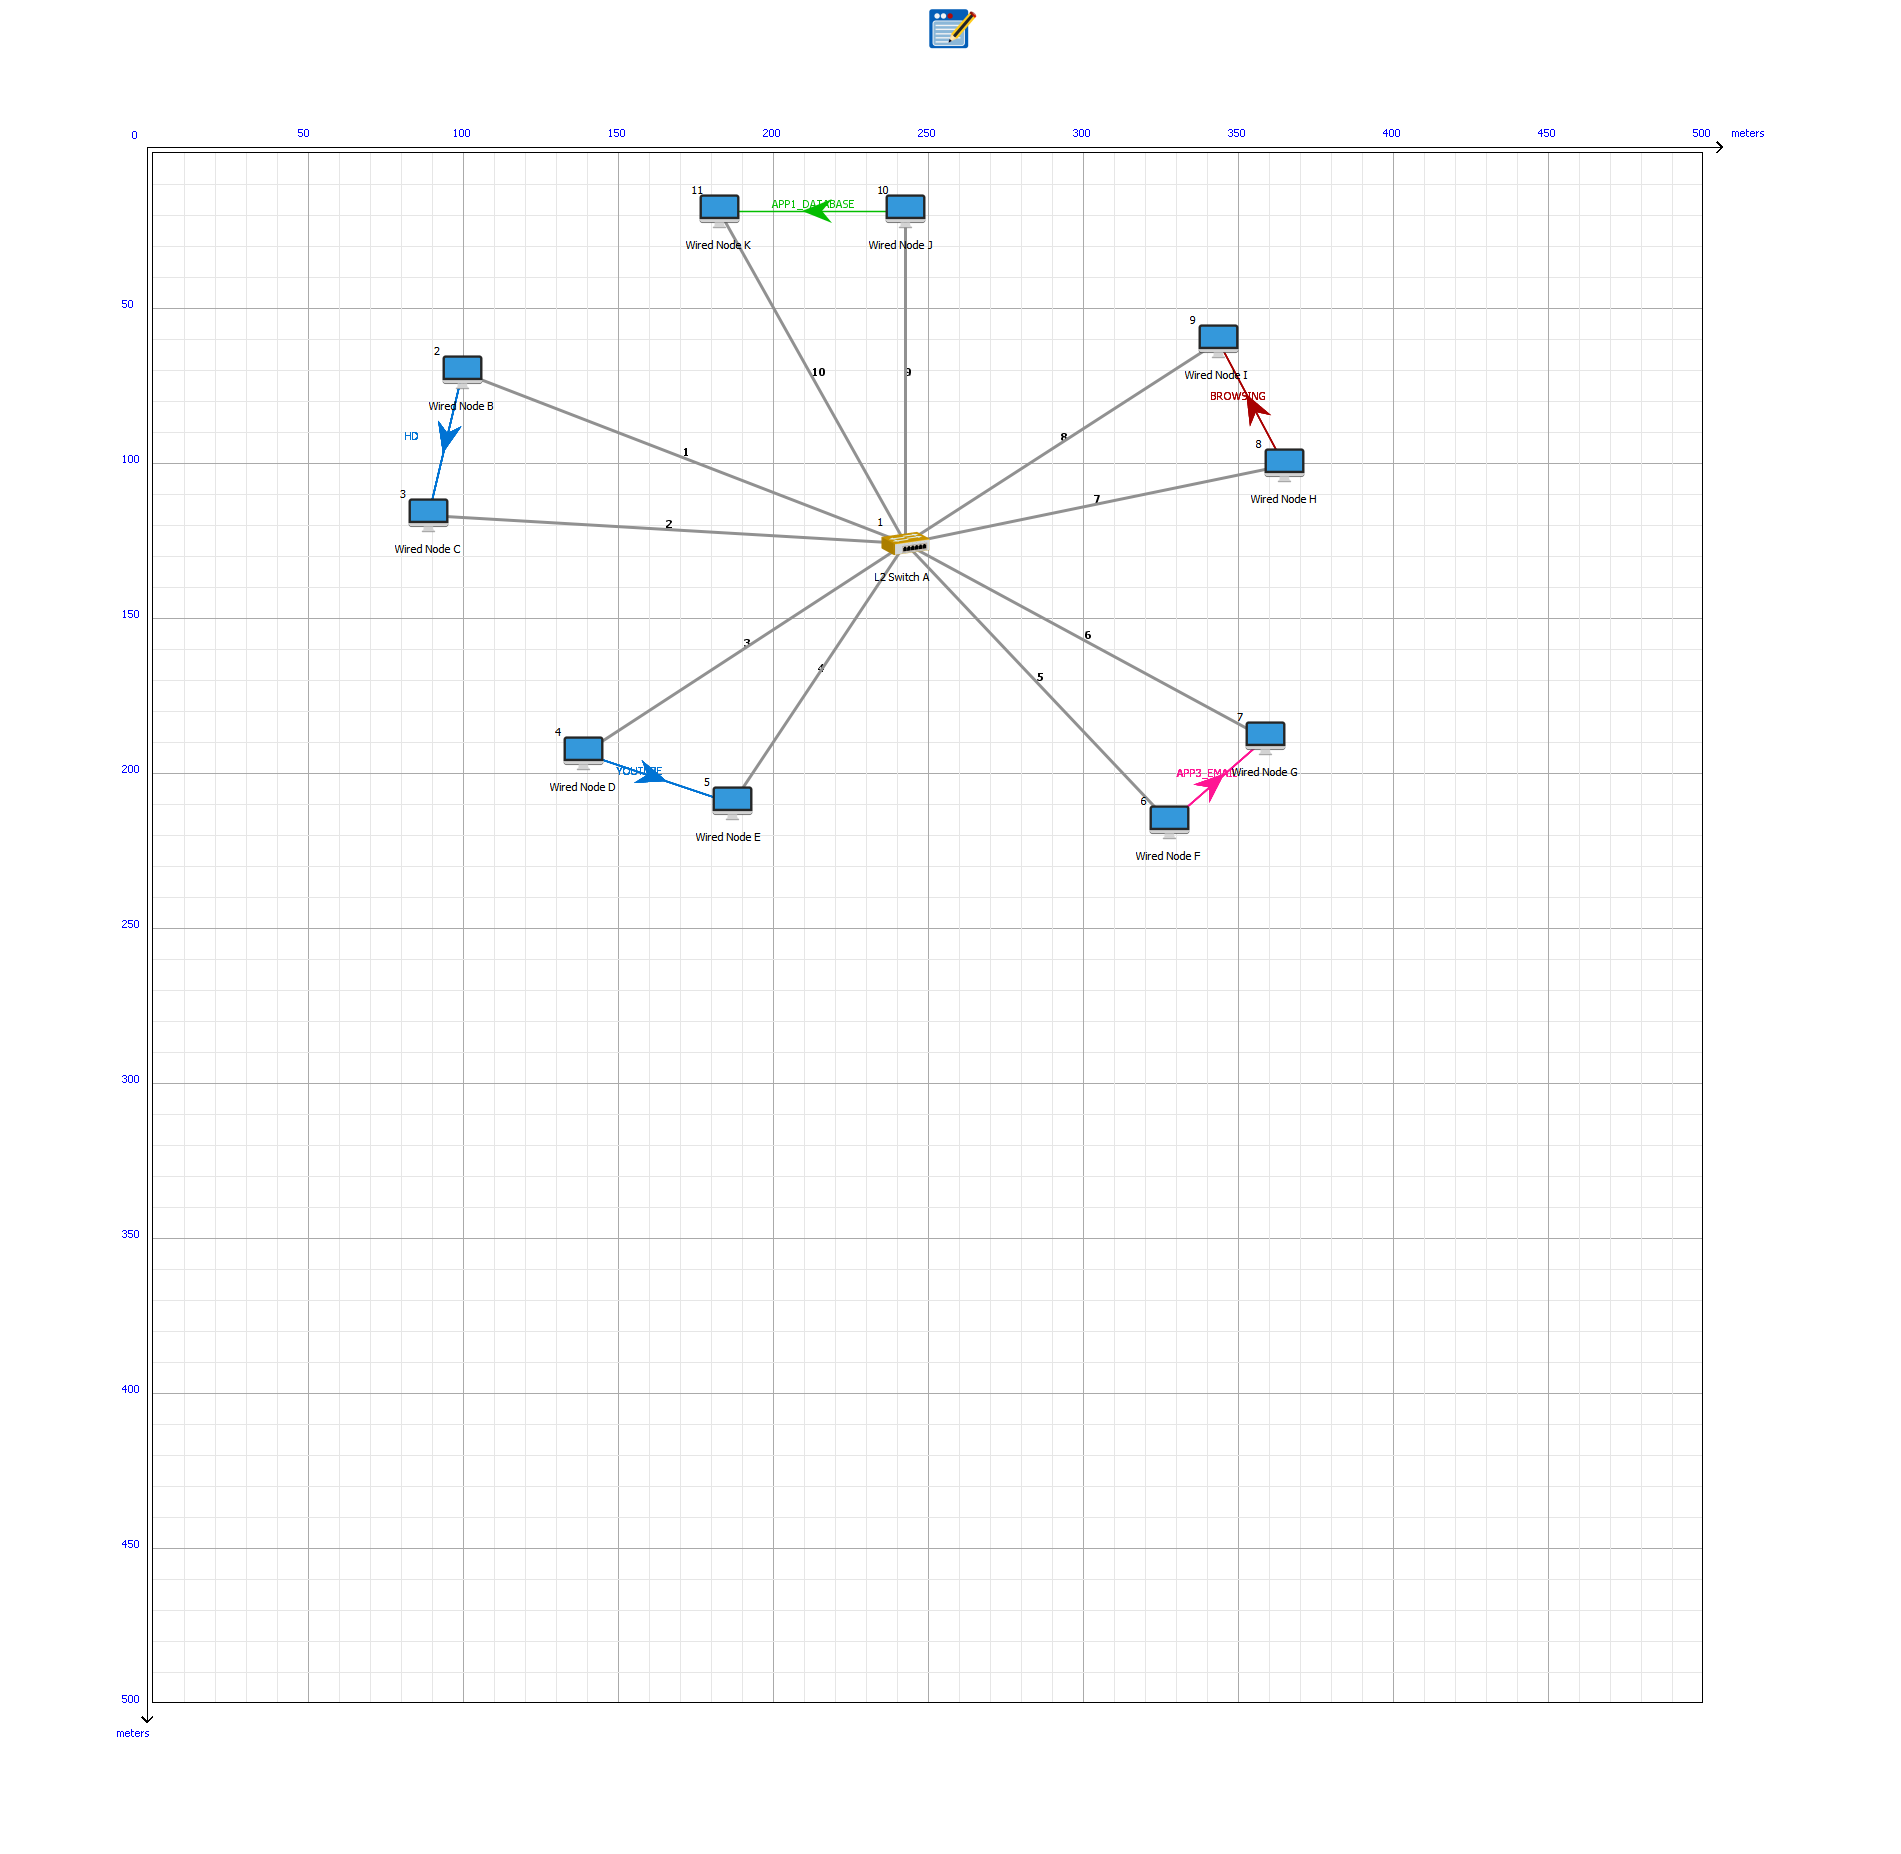 0 50 100 150 200 250 300 350 400 450 500 meters
11 10
APP1_DATABASE
Wired Node K Wired Node J
50
9
2
10 9
Wired Node I
BROWSING
Wired Node B
HD 8 8
1
100
3 7
Wired Node H
2 1
Wired Node C
L2 Switch A
150
6
3
4 5
7
4
200
YOUTUBE APP3_EMAIL Wired Node G
5
Wired Node D
6
Wired Node E
Wired Node F
250
300
350
400
450
500
meters